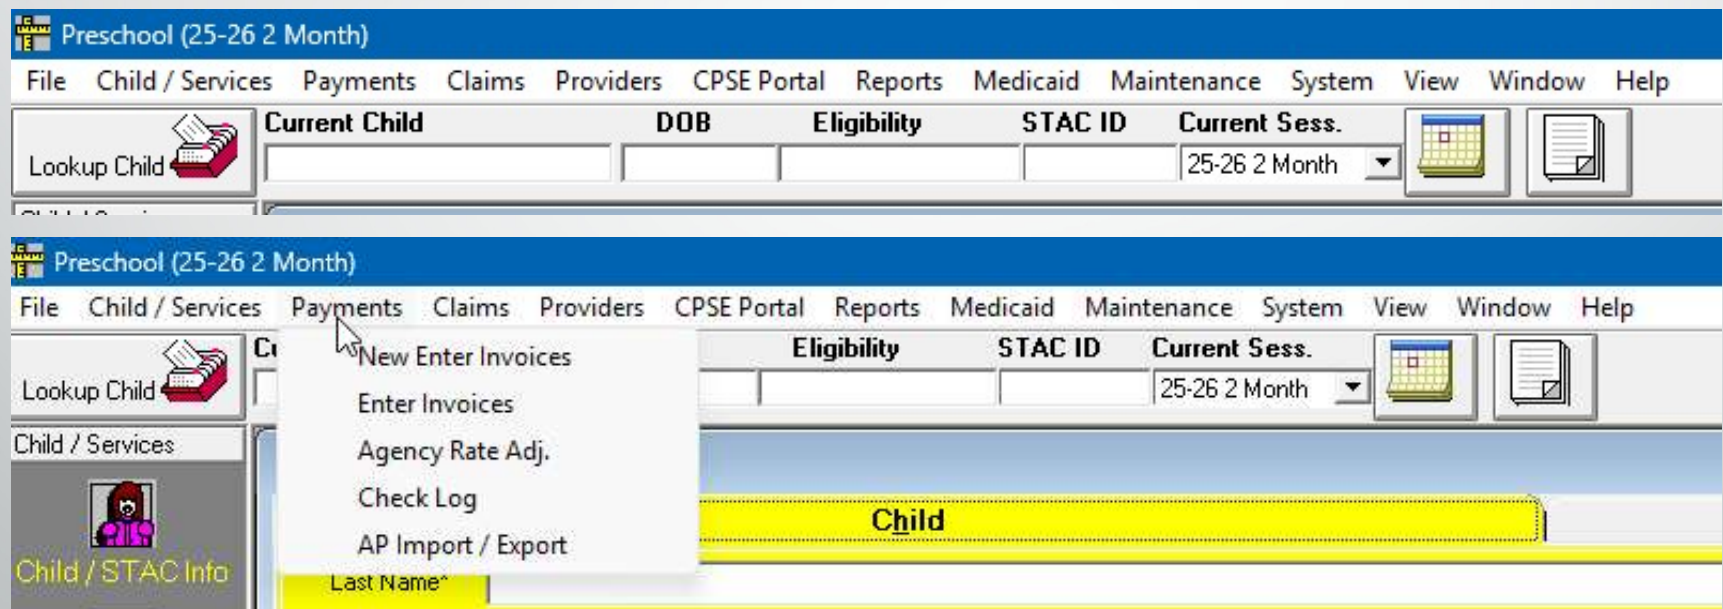 Preschool (25-26 2 Month)
File Child / Services Payments Claims Providers CPSE Portal Reports Medicaid Maintenance System View Window Help
Current Child DOB Eligibility STAC ID Current Sess.
Lookup Child 25-26 2 Month
Preschool (25-26 2 Month)
File Child / Services Payments Claims Providers CPSE Portal Reports Medicaid Maintenance System View Window Help
Eligibility STAC ID Current Sess.
New Enter Invoices
Lookup Child 25-26 2 Month
Enter Invoices
Child / Services
Agency Rate Adj.
Check Log
Child
AP Import / Export
Child / STAC Info
Last Name*